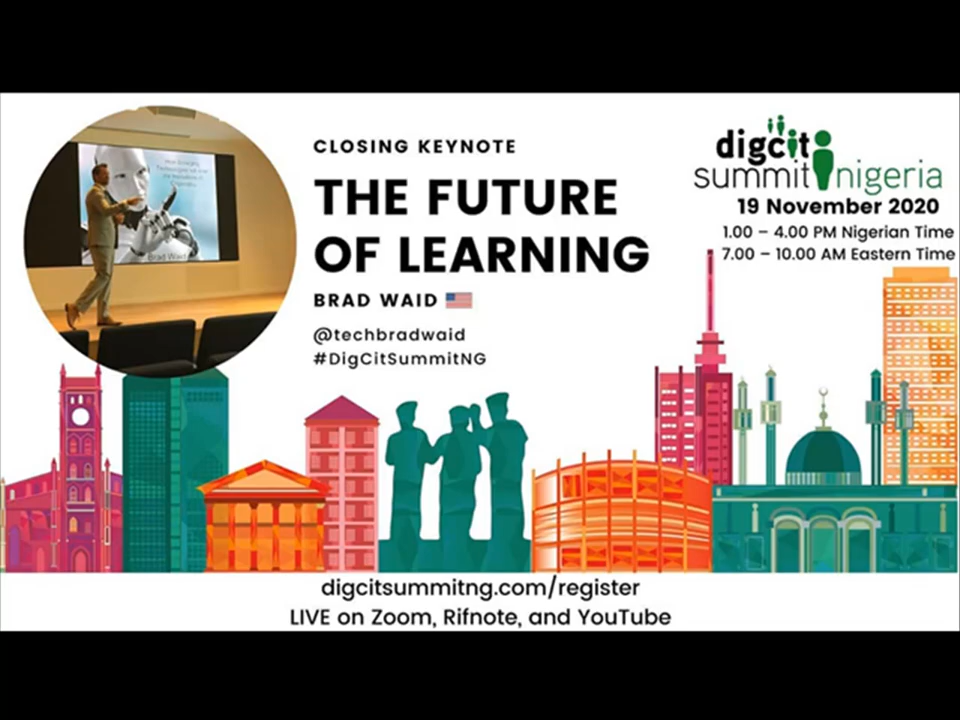 CLOSING KEYNOTE
THE FUTURE
OF LEARNING
BRAD WAID
@techbradwaid
#DigCitSummitNG
digcit
summit nigeria
19 November 2020
1.00 – 4.00 PM Nigerian Time
7.00 – 10.00 AM Eastern Time
Brad Waid
digcitsummitng.com/register
LIVE on Zoom, Rifnote, and YouTube